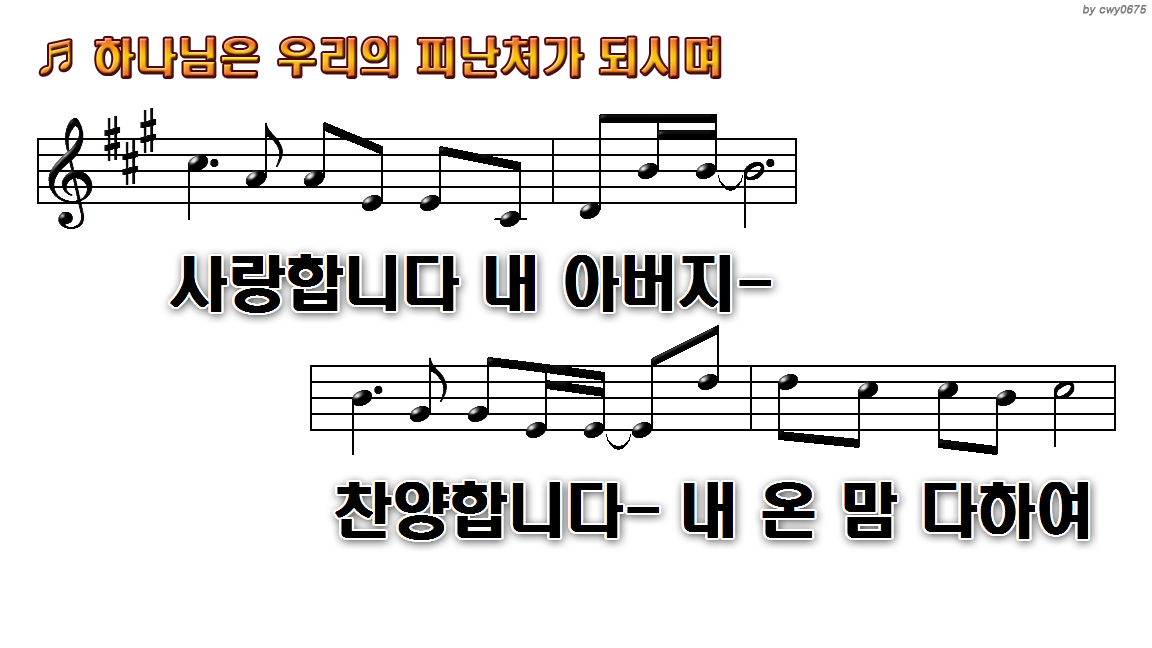 by cwy0675
♬ 하나님은 우리의 피난처가 되시며
사랑합니다 내 아버지-
찬양합니다- 내 온 맘 다하여